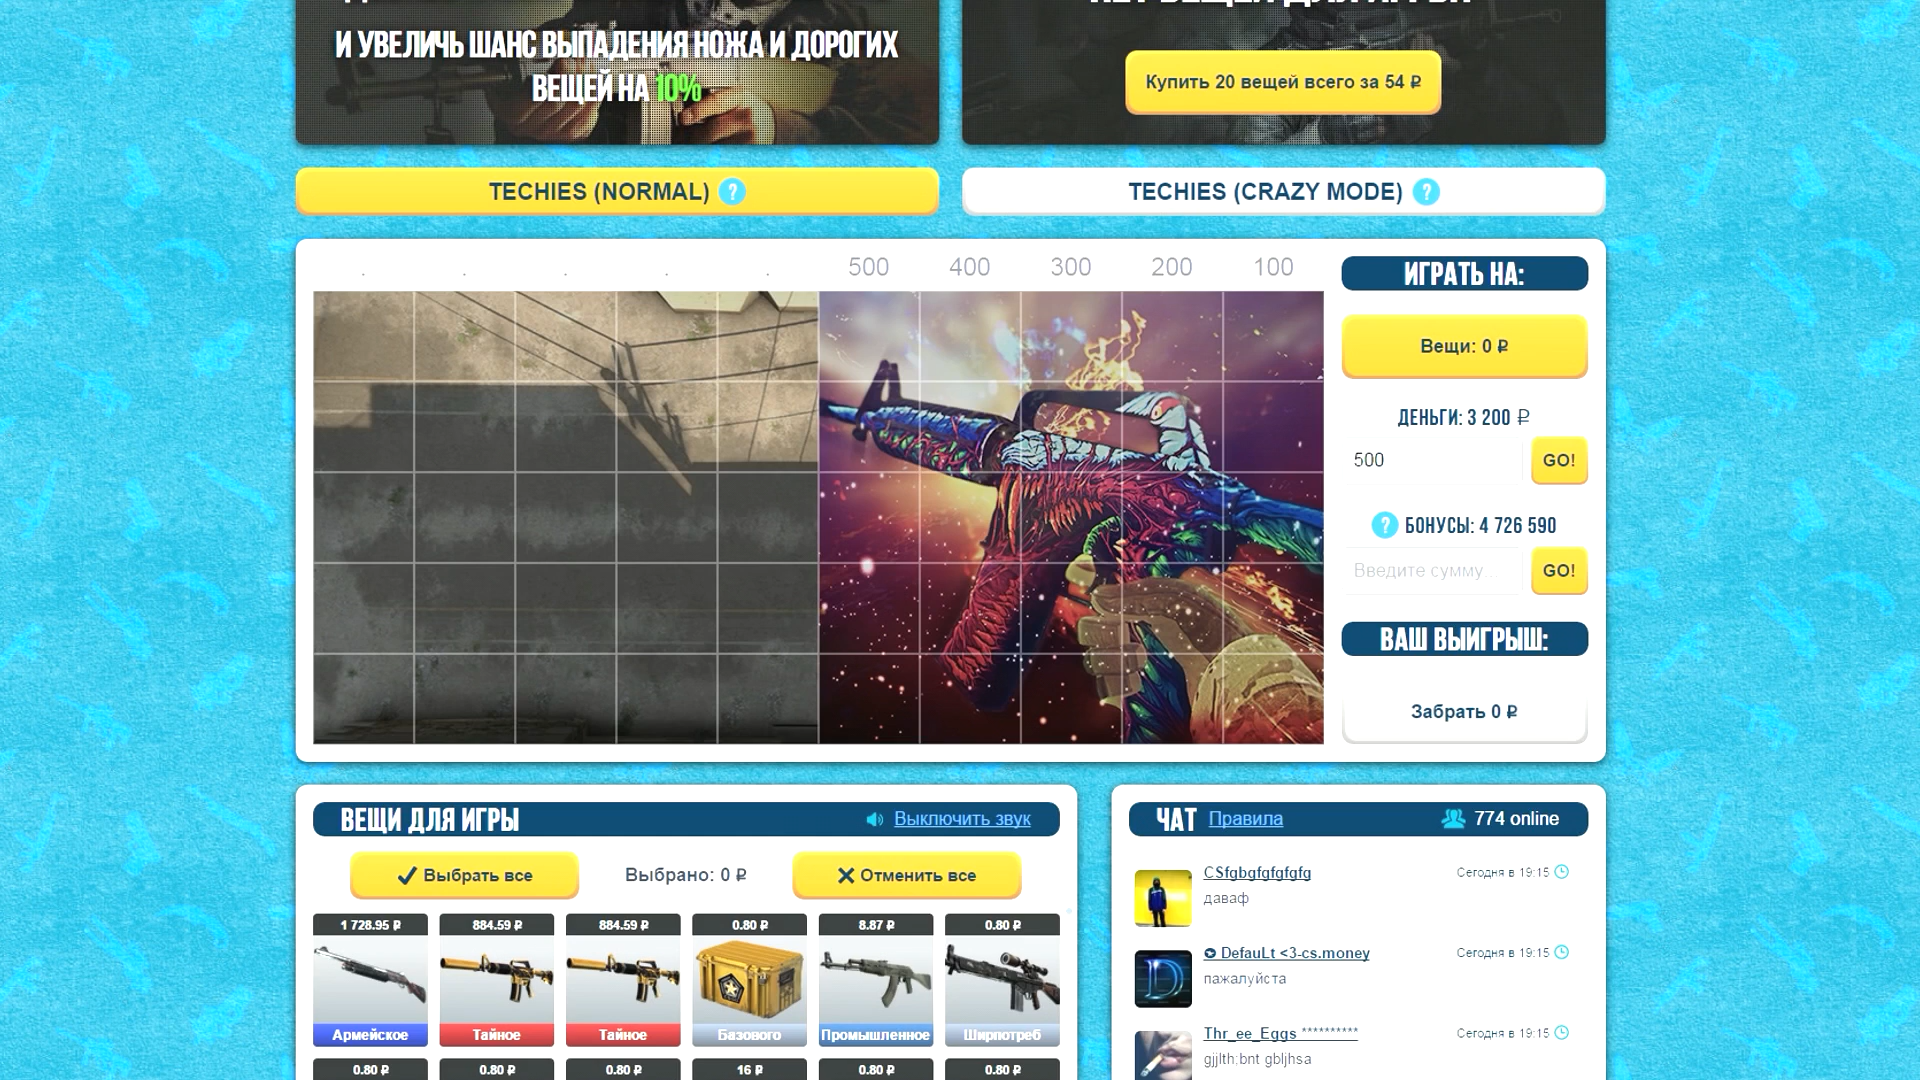 И УВЕЛИЧЬ ШАНС ВЫПАДЕНИЯ НОЖА И ДОРОГИХ
ВЕЩЕЙ НА 10%
Купить 20 вещей всего за 54 ₽
TECHIES (NORMAL) ?
TECHIES (CRAZY MODE) ?
. . . . . 500 400 300 200 100
ИГРАТЬ НА:
Вещи: 0 ₽
ДЕНЬГИ: 3 200 ₽
500 GO!
? БОНУСЫ: 4 726 590
Введите сумму... GO!
ВАШ ВЫИГРЫШ:
Забрать 0 ₽
ВЕЩИ ДЛЯ ИГРЫ Выключить звук
Выбрать все Выбрано: 0 ₽ Отменить все
1 728.95 ₽ 884.59 ₽ 884.59 ₽ 0.80 ₽ 8.87 ₽ 0.80 ₽
Армейское Тайное Тайное Базового Промышленное Ширпотреб
0.80 ₽ 0.80 ₽ 0.80 ₽ 16 ₽ 0.80 ₽ 0.80 ₽
ЧАТ Правила 774 online
CSfgbgfgfgfgfg Сегодня в 19:15
даваф
✪ DefauLt <3-cs.money Сегодня в 19:15
пажалуйста
Thr_ee_Eggs ********** Сегодня в 19:15
gjjlth;bnt gbljhsa